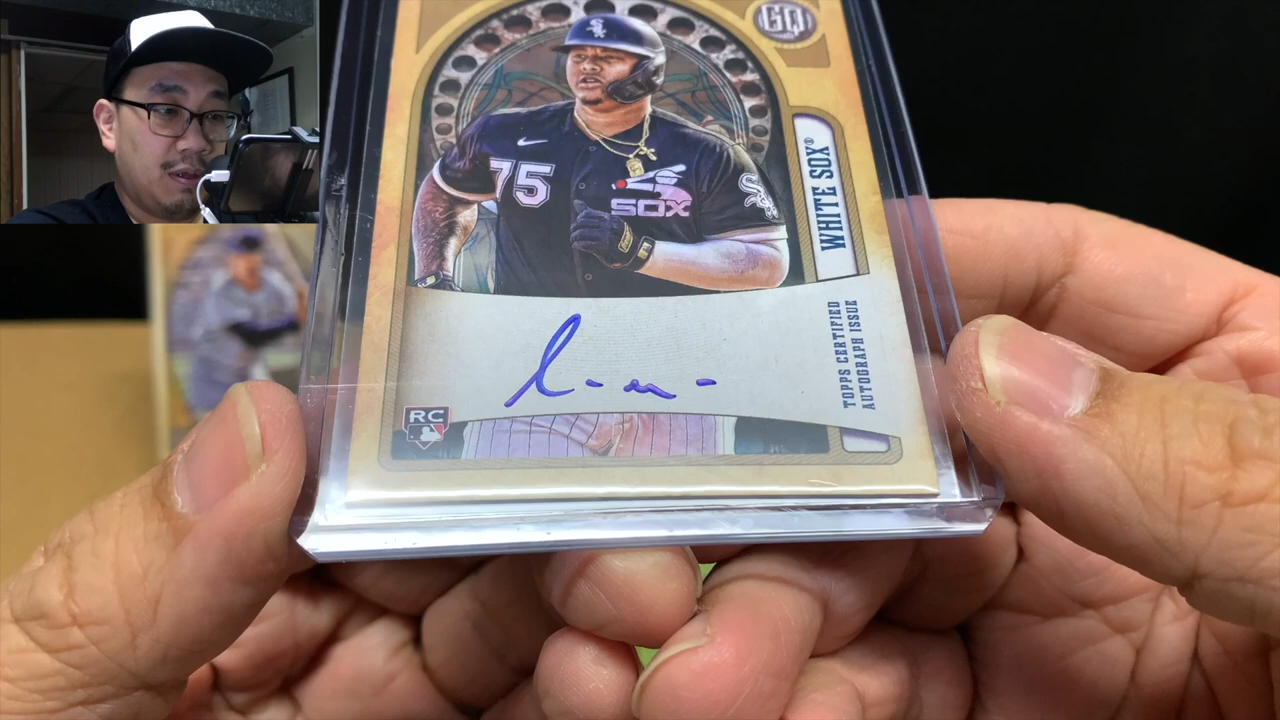 GQ
75
SOX
WHITE SOX®
TOPPS CERTIFIED
AUTOGRAPH ISSUE
RC